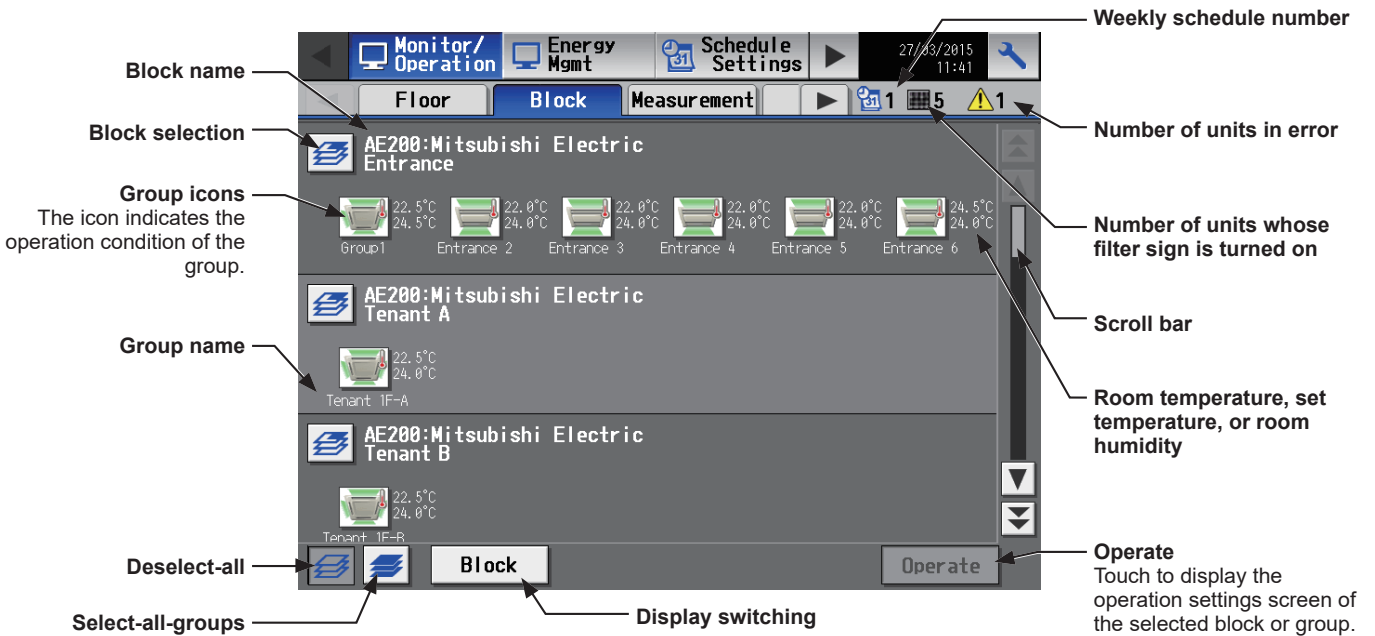 Weekly schedule number
Monitor/
Operation
Energy
Mgmt
31
Schedule
Settings
27/03/2015
11:41
Block name
Floor
Block
Measurement
31
1
5
1
Number of units in error
Block selection
AE200:Mitsubishi Electric
Entrance
Group icons
The icon indicates the
operation condition of the
group.
22.5°C
24.5°C
22.0°C
24.0°C
22.0°C
24.0°C
22.0°C
24.0°C
22.0°C
24.0°C
24.5°C
24.0°C
Group1
Entrance 2
Entrance 3
Entrance 4
Entrance 5
Entrance 6
Number of units whose
filter sign is turned on
AE200:Mitsubishi Electric
Tenant A
Scroll bar
Group name
22.5°C
24.0°C
Tenant 1F-A
Room temperature, set
temperature, or room
humidity
AE200:Mitsubishi Electric
Tenant B
22.5°C
24.0°C
Tenant 1F-B
Deselect-all
Block
Operate
Operate
Touch to display the
operation settings screen of
the selected block or group.
Select-all-groups
Display switching